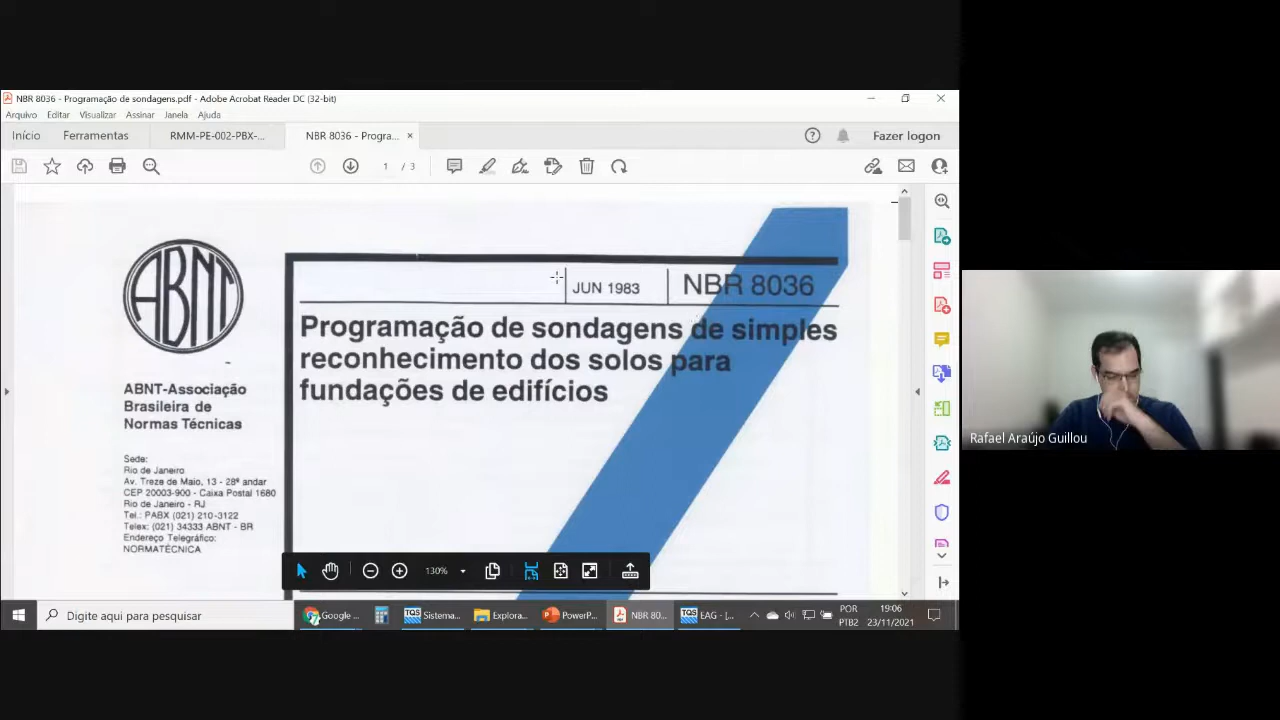 NBR 8036 - Programação de sondagens.pdf - Adobe Acrobat Reader DC (32-bit)
Arquivo Editar Visualizar Assinar Janela Ajuda
Início Ferramentas RMM-PE-002-PBX-... NBR 8036 - Progra... × Fazer logon
1 / 3
ABNT
JUN 1983 NBR 8036
Programação de sondagens de simples
reconhecimento dos solos para
fundações de edifícios
ABNT-Associação
Brasileira de
Normas Técnicas
Sede:
Rio de Janeiro
Av. Treze de Maio, 13 - 28º andar
CEP 20003-900 - Caixa Postal 1680
Rio de Janeiro - RJ
Tel.: PABX (021) 210-3122
Telex: (021) 34333 ABNT - BR
Endereço Telegráfico:
NORMATÉCNICA
130%
Rafael Araújo Guillou
Digite aqui para pesquisar
Google ... TQS Sistema... Explora... PowerP... NBR 80... TQS EAG - [...
POR
PTB2
19:06
23/11/2021